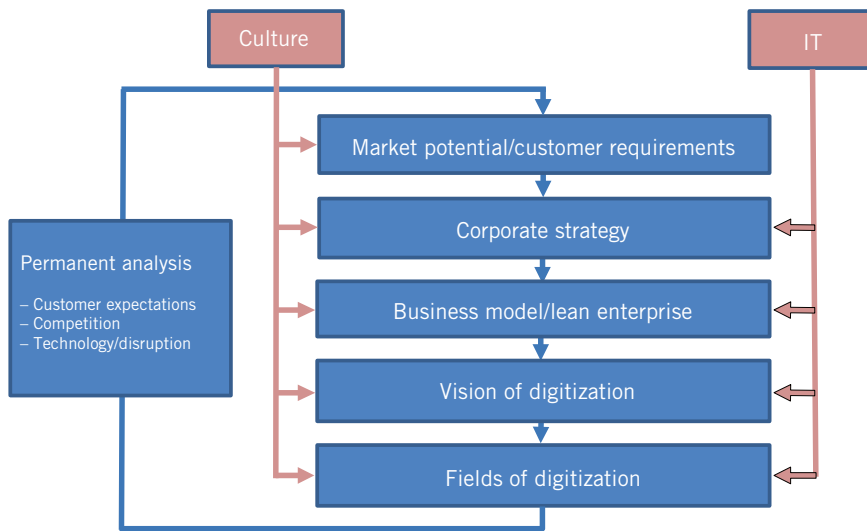 Culture
IT
Market potential/customer requirements
Corporate strategy
Permanent analysis
– Customer expectations
– Competition
– Technology/disruption
Business model/lean enterprise
Vision of digitization
Fields of digitization